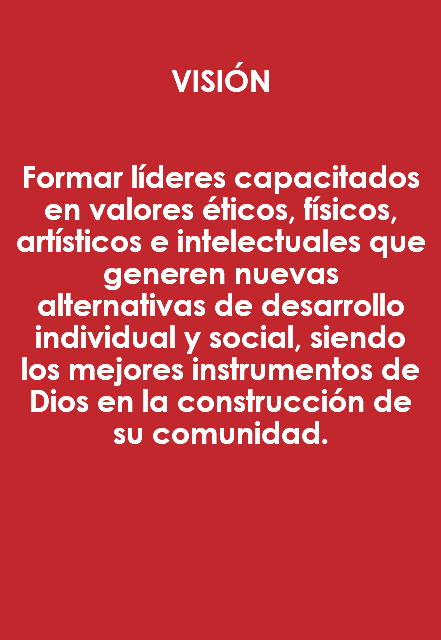 VISIÓN
Formar líderes capacitados
en valores éticos, físicos,
artísticos e intelectuales que
generen nuevas
alternativas de desarrollo
individual y social, siendo
los mejores instrumentos de
Dios en la construcción de
su comunidad.